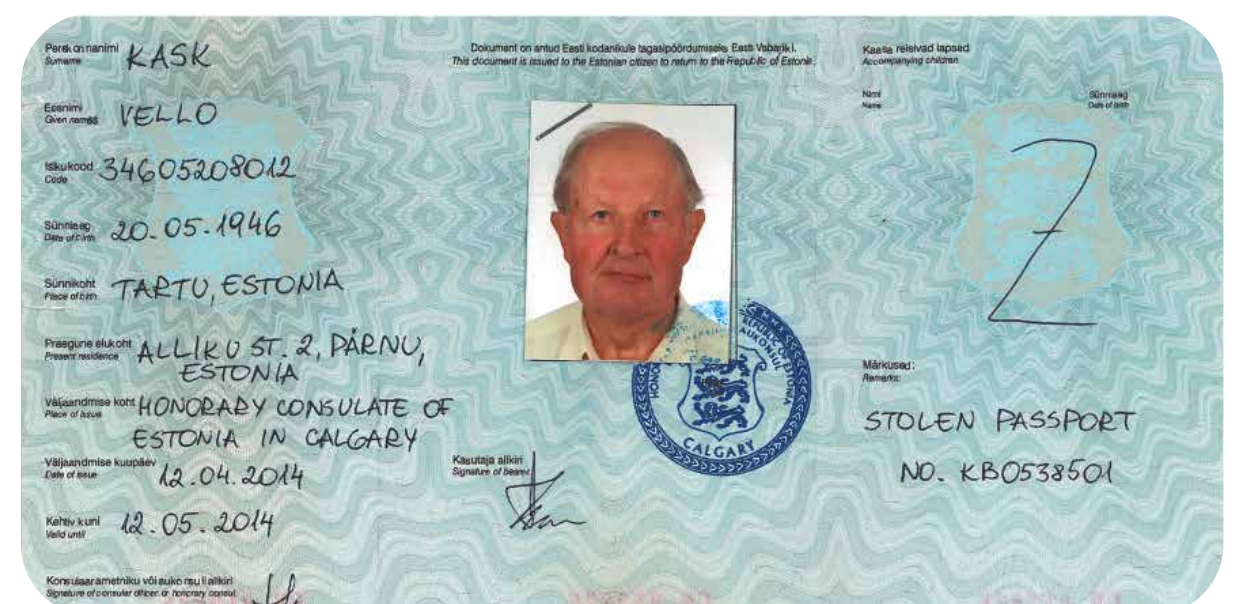 Perekonnanimi
Surname
KASK
Eesnimi
Given names
VELLO
Isikukood
Code
34605208012
Sünniaeg
Date of birth
20.05.1946
Sünnikoht
Place of birth
TARTU, ESTONIA
Praegune elukoht
Present residence
ALLIKU ST. 2, PÄRNU,
ESTONIA
Väljaandmise koht
Place of issue
HONORARY CONSULATE OF
ESTONIA IN CALGARY
Väljaandmise kuupäev
Date of issue
12.04.2014
Kehtiv kuni
Valid until
12.05.2014
Konsulaarametniku või aukonsuli allkiri
Signature of consular officer or honorary consul
Dokument on antud Eesti kodanikule tagasipöördumiseks Eesti Vabariiki.
This document is issued to the Estonian citizen to return to the Republic of Estonia.
REPUBLIC OF ESTONIA
AUKONSUL
CALGARY
Kasutaja allkiri
Signature of bearer
Kaasa reisivad lapsed
Accompanying children
Nimi
Name
Sünniaeg
Date of birth
Z
Märkused:
Remarks:
STOLEN PASSPORT
NO. KB0538501